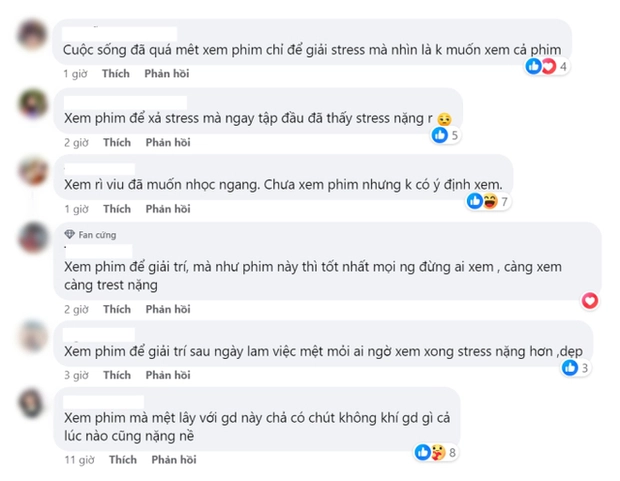 Cuộc sống đã quá mêt xem phim chỉ để giải stress mà nhìn là k muốn xem cả phim
4
1 giờ Thích Phản hồi
Xem phim để xả stress mà ngay tập đầu đã thấy stress nặng r
5
2 giờ Thích Phản hồi
Xem rì viu đã muốn nhọc ngang. Chưa xem phim nhưng k có ý định xem.
7
1 giờ Thích Phản hồi
Fan cứng
Xem phim để giải trí, mà như phim này thì tốt nhất mọi ng đừng ai xem , càng xem
càng trest nặng
2 giờ Thích Phản hồi
Xem phim để giải trí sau ngày lam việc mệt mỏi ai ngờ xem xong stress nặng hơn ,dẹp
3
3 giờ Thích Phản hồi
Xem phim mà mệt lây với gd này chả có chút không khí gd gì cả
lúc nào cũng nặng nề
8
11 giờ Thích Phản hồi